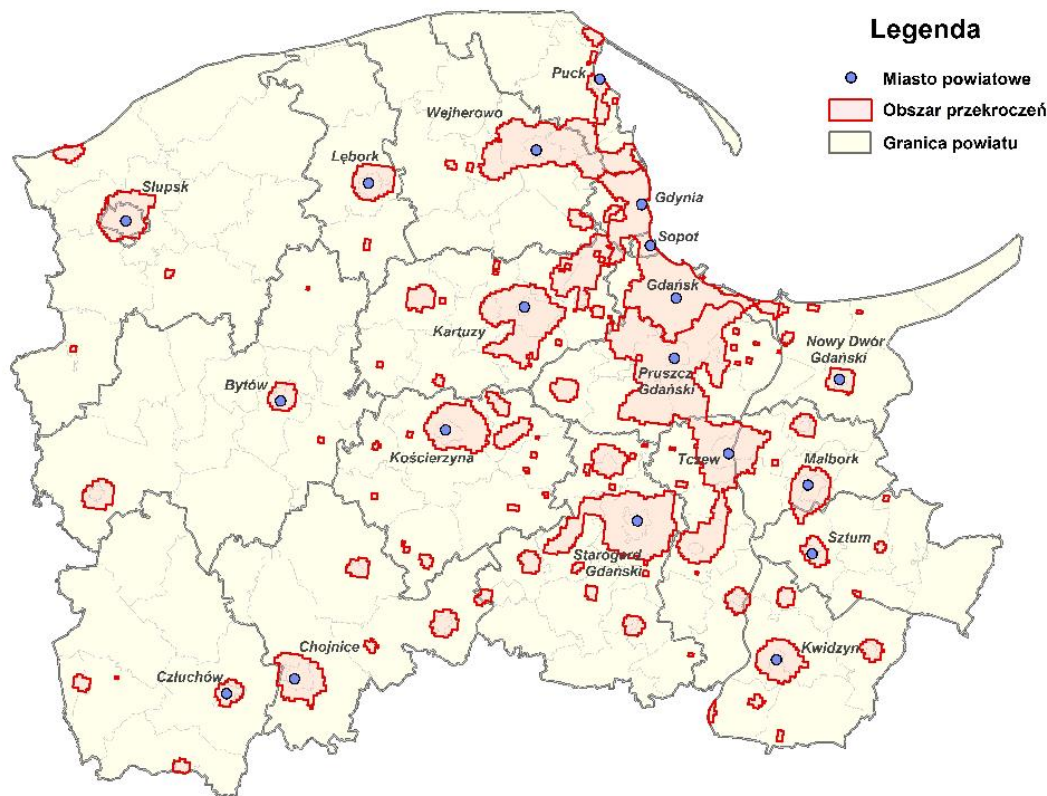 Legenda
Miasto powiatowe
Obszar przekroczeń
Granica powiatu
Puck
Wejherowo
Lębork
Słupsk
Gdynia
Sopot
Gdańsk
Kartuzy
Nowy Dwór
Gdański
Pruszcz
Gdański
Bytów
Kościerzyna
Tczew
Malbork
Sztum
Starogard
Gdański
Chojnice
Kwidzyn
Człuchów